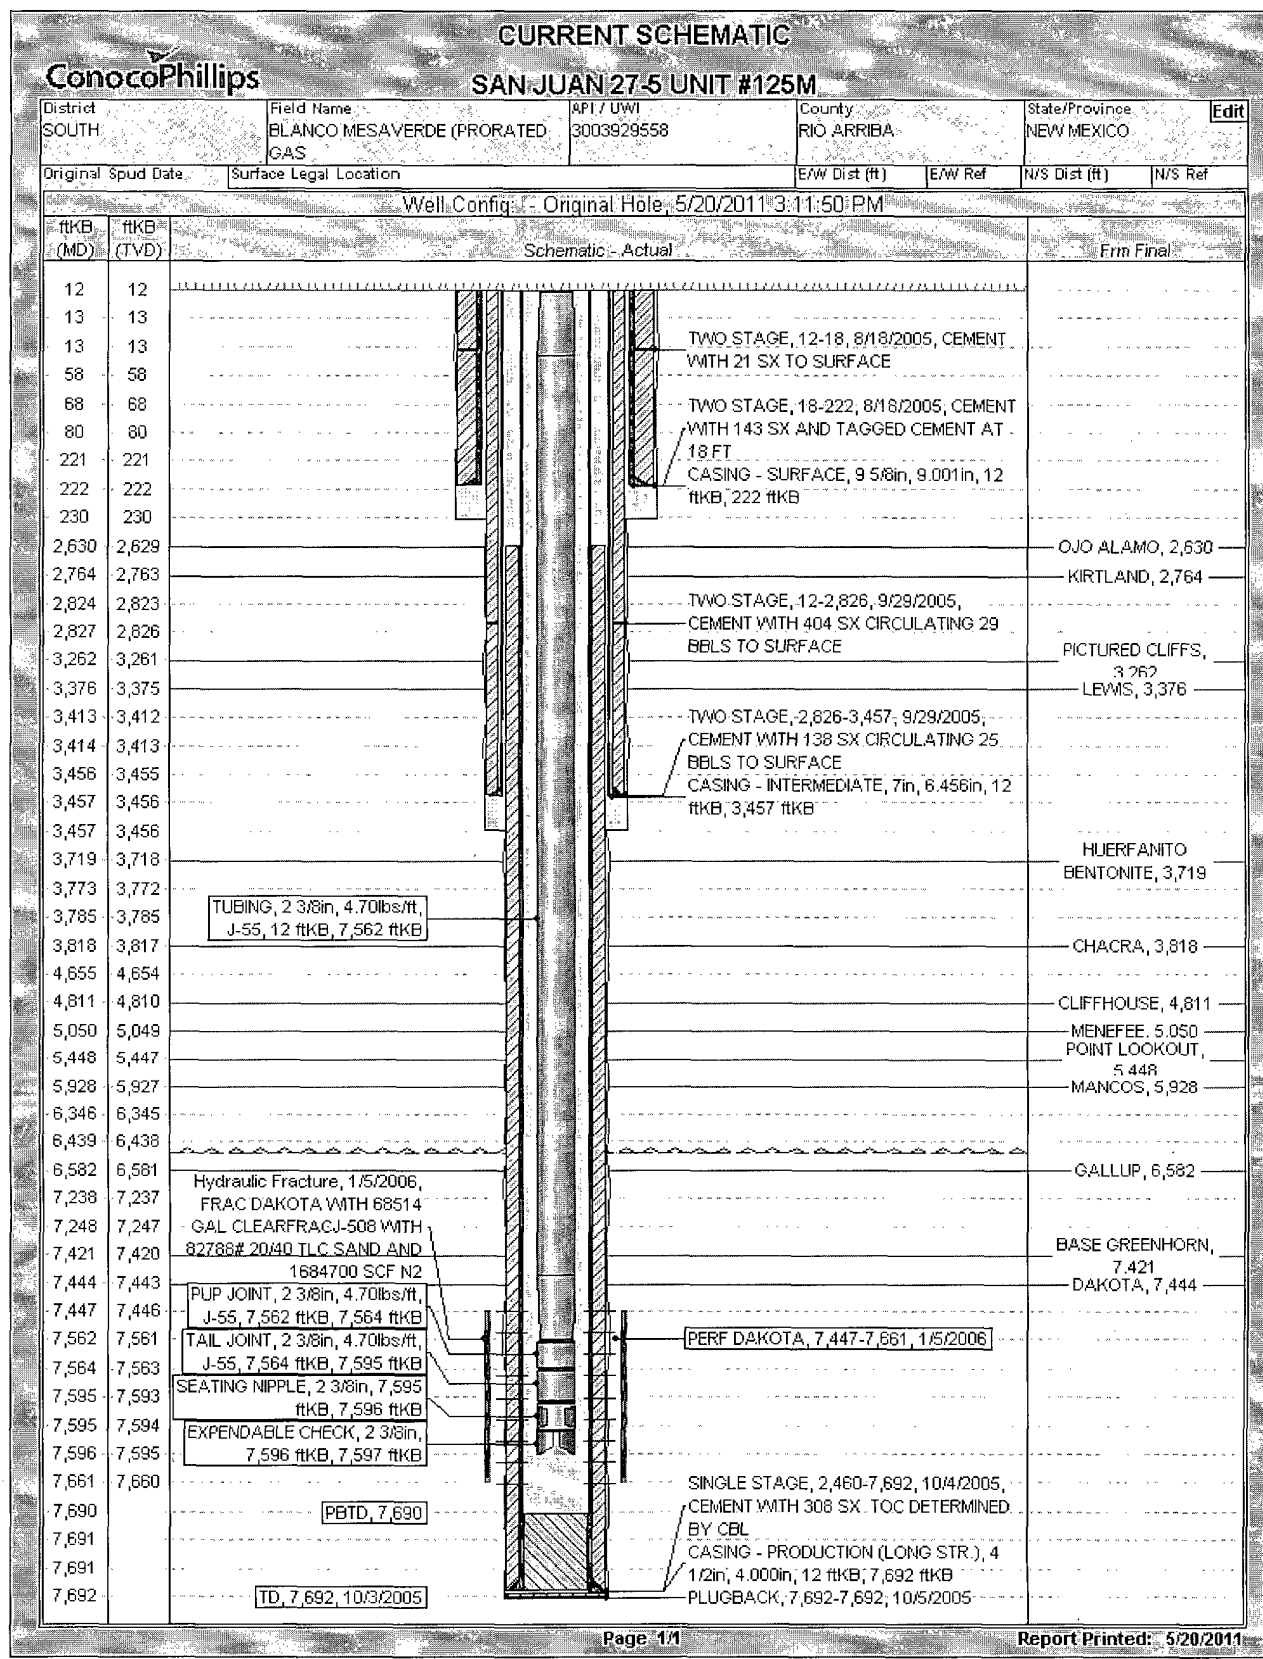 CURRENT SCHEMATIC
ConocoPhillips
SAN JUAN 27-5 UNIT #125M
District
Field Name
API / UWI
County
State/Province
Edit
SOUTH
BLANCO MESAVERDE (PRORATED
GAS
3003929558
RIO ARRIBA
NEW MEXICO
Original Spud Date
Surface Legal Location
E/W Dist (ft)
E/W Ref
N/S Dist (ft)
N/S Ref
Well Config: - Original Hole, 5/20/2011 3:11:50 PM
ftKB
(MD)
ftKB
(TVD)
Schematic - Actual
Frm Final
12 12
13 13
13 13
58 58
68 68
80 80
221 221
222 222
230 230
2,630 2,629
2,764 2,763
2,824 2,823
2,827 2,826
3,262 3,261
3,376 3,375
3,413 3,412
3,414 3,413
3,456 3,455
3,457 3,456
3,457 3,456
3,719 3,718
3,773 3,772
3,785 3,785
3,818 3,817
4,655 4,654
4,811 4,810
5,050 5,049
5,448 5,447
5,928 5,927
6,346 6,345
6,439 6,438
6,582 6,581
7,238 7,237
7,248 7,247
7,421 7,420
7,444 7,443
7,447 7,446
7,562 7,561
7,564 7,563
7,595 7,593
7,595 7,594
7,596 7,595
7,661 7,660
7,690
7,691
7,691
7,692
TUBING, 2 3/8in, 4.70lbs/ft,
J-55, 12 ftKB, 7,562 ftKB
Hydraulic Fracture, 1/5/2006,
FRAC DAKOTA WITH 68514
GAL CLEARFRACJ-508 WITH
82788# 20/40 TLC SAND AND
1684700 SCF N2
PUP JOINT, 2 3/8in, 4.70lbs/ft,
J-55, 7,562 ftKB, 7,564 ftKB
TAIL JOINT, 2 3/8in, 4.70lbs/ft,
J-55, 7,564 ftKB, 7,595 ftKB
SEATING NIPPLE, 2 3/8in, 7,595
ftKB, 7,596 ftKB
EXPENDABLE CHECK, 2 3/8in,
7,596 ftKB, 7,597 ftKB
PBTD, 7,690
TD, 7,692, 10/3/2005
TWO STAGE, 12-18, 8/18/2005, CEMENT
WITH 21 SX TO SURFACE
TWO STAGE, 18-222, 8/18/2005, CEMENT
WITH 143 SX AND TAGGED CEMENT AT
18 FT
CASING - SURFACE, 9 5/8in, 9.001in, 12
ftKB, 222 ftKB
TWO STAGE, 12-2,826, 9/29/2005,
CEMENT WITH 404 SX CIRCULATING 29
BBLS TO SURFACE
TWO STAGE, 2,826-3,457, 9/29/2005,
CEMENT WITH 138 SX CIRCULATING 25
BBLS TO SURFACE
CASING - INTERMEDIATE, 7in, 6.456in, 12
ftKB, 3,457 ftKB
PERF DAKOTA, 7,447-7,661, 1/5/2006
SINGLE STAGE, 2,460-7,692, 10/4/2005,
CEMENT WITH 308 SX. TOC DETERMINED
BY CBL
CASING - PRODUCTION (LONG STR.), 4
1/2in, 4.000in, 12 ftKB, 7,692 ftKB
PLUGBACK, 7,692-7,692, 10/5/2005
OJO ALAMO, 2,630
KIRTLAND, 2,764
PICTURED CLIFFS,
3,262
LEWIS, 3,376
HUERFANITO
BENTONITE, 3,719
CHACRA, 3,818
CLIFFHOUSE, 4,811
MENEFEE, 5,050
POINT LOOKOUT,
5,448
MANCOS, 5,928
GALLUP, 6,582
BASE GREENHORN,
7,421
DAKOTA, 7,444
Page 1/1
Report Printed: 5/20/2011